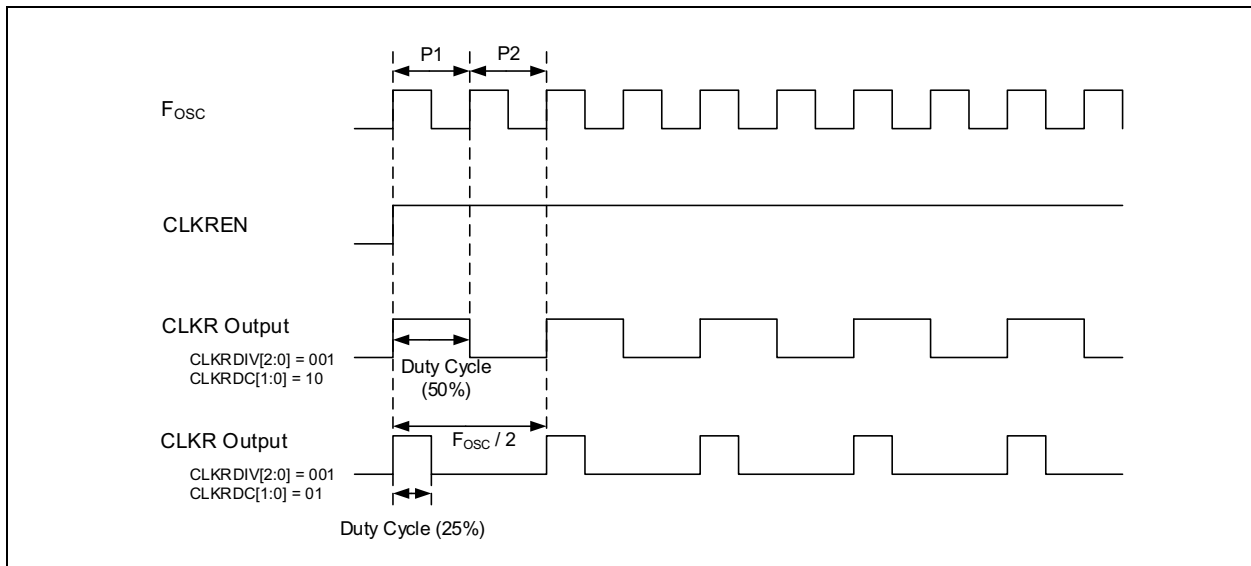 P1
P2
FOSC
CLKREN
CLKR Output
CLKRDIV[2:0] = 001
CLKRDC[1:0] = 10
Duty Cycle
(50%)
FOSC / 2
CLKR Output
CLKRDIV[2:0] = 001
CLKRDC[1:0] = 01
Duty Cycle (25%)